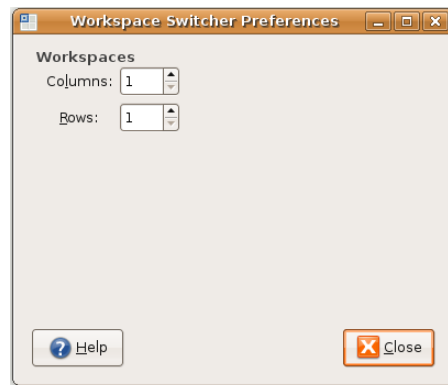 Workspace Switcher Preferences
Workspaces
Columns: 1
Rows: 1
Help Close